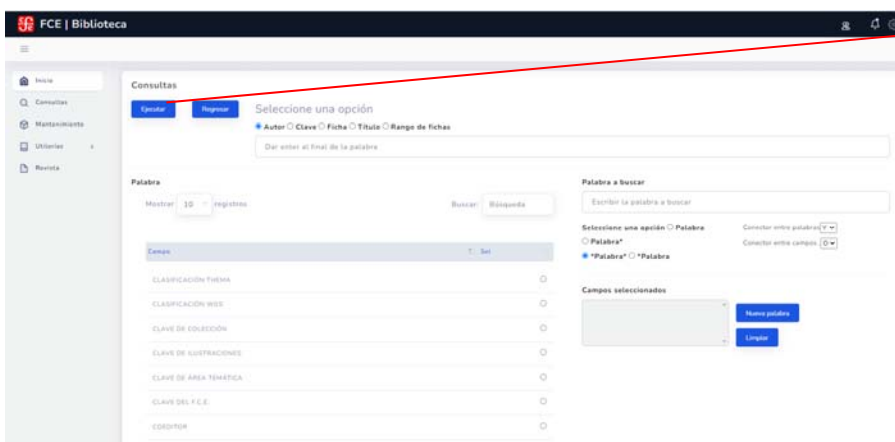 FCE | Biblioteca
Inicio
Consultas
Mantenimiento
Utilerías
Revista
Consultas
Ejecutar Regresar Seleccione una opción
Autor Clave Ficha Título Rango de fichas
Dar enter al final de la palabra
Palabra
Mostrar 10 registros Buscar: Búsqueda
Campo Sel
CLASIFICACIÓN THEMA
CLASIFICACIÓN WEB
CLAVE DE COLECCIÓN
CLAVE DE ILUSTRACIONES
CLAVE DE ÁREA TEMÁTICA
CLAVE DEL F.C.E.
COEDITOR
Palabra a buscar
Escribir la palabra a buscar
Seleccione una opción Palabra Conector entre palabras Y
Palabra* Conector entre campos O
*Palabra* *Palabra
Campos seleccionados
Nueva palabra
Limpiar